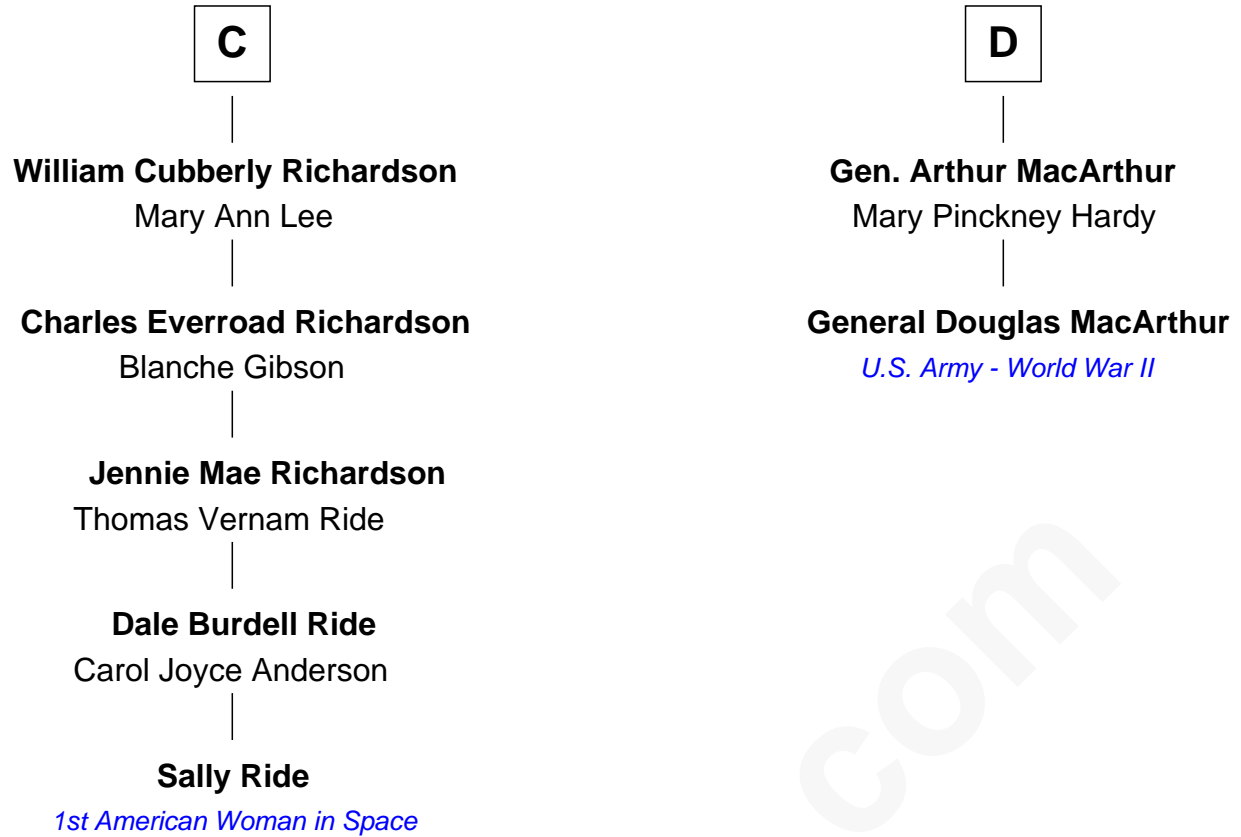 C
William Cubberly Richardson
Mary Ann Lee
Charles Everroad Richardson
Blanche Gibson
Jennie Mae Richardson
Thomas Vernam Ride
Dale Burdell Ride
Carol Joyce Anderson
Sally Ride
1st American Woman in Space
D
Gen. Arthur MacArthur
Mary Pinckney Hardy
General Douglas MacArthur
U.S. Army - World War II
com